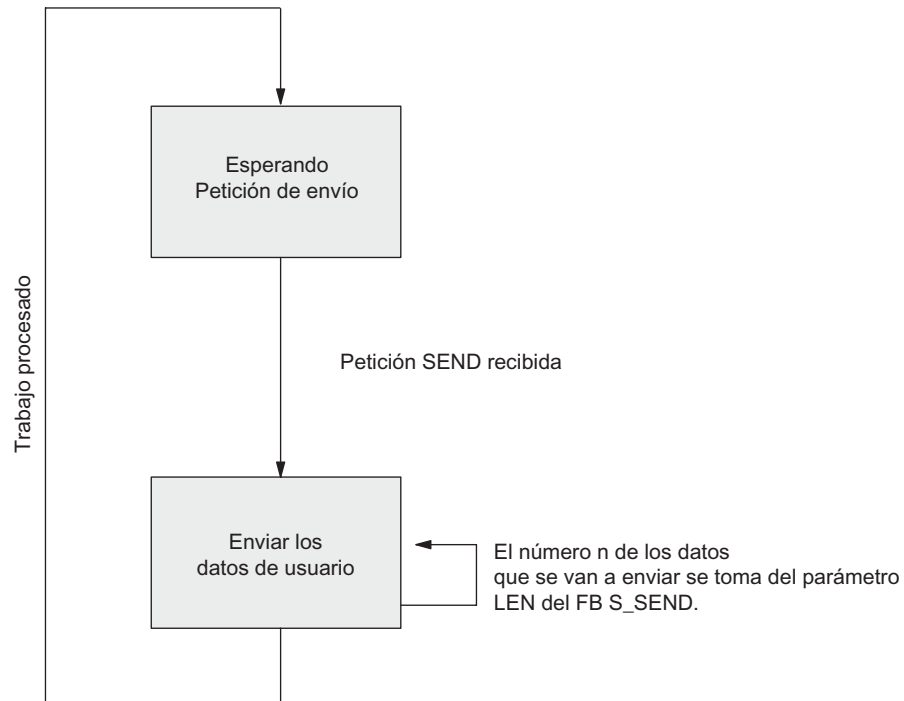 Esperando
Petición de envío
Trabajo procesado
Petición SEND recibida
Enviar los
datos de usuario
El número n de los datos
que se van a enviar se toma del parámetro
LEN del FB S_SEND.